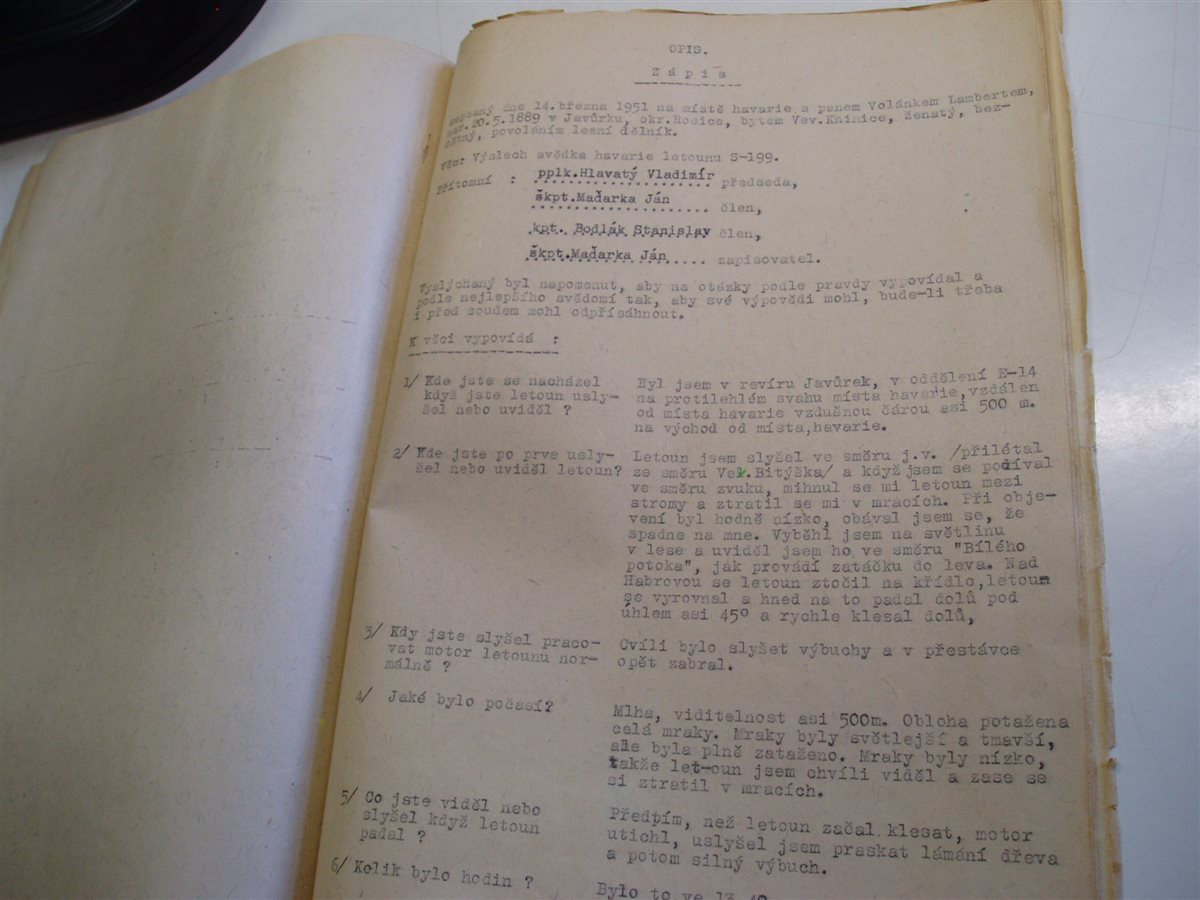 OPIS.
Zápis
sepsaný dne 14.března 1951 na místě havarie s panem Volánkem Lambertem,
nar.20.5.1889 v Javůrku, okr.Rosice, bytem Vev.Knínice, ženatý, bez-
dětný, povoláním lesní dělník.
Věc: Výslech svědka havarie letounu S-199.
Přítomni : pplk.Hlavatý Vladimír předseda,
škpt.Maďarka Ján člen,
kpt. Bodlák Stanislav člen,
škpt.Maďarka Ján zapisovatel.
Vyslýchaný byl napomenut, aby na otázky podle pravdy vypovídal a
podle nejlepšího svědomí tak, aby své výpovědi mohl, bude-li třeba
i před soudem mohl odpřísáhnout.
K věci vypovídá :
1/ Kde jste se nacházel
když jste letoun usly-
šel nebo uviděl ?
Byl jsem v revíru Javůrek, v oddělení E-14
na protilehlém svahu místa havarie,vzdálen
od místa havarie vzdušnou čárou asi 500 m.
na východ od místa,havarie.
2/ Kde jste po prve usly-
šel nebo uviděl letoun?
Letoun jsem slyšel ve směru j.v. /přilétal
ze směru Vek.Bitýška/ a když jsem se podíval
ve směru zvuku, mihnul se mi letoun mezi
stromy a ztratil se mi v mracích. Při obje-
vení byl hodně nízko, obával jsem se, že
spadne na mne. Vyběhl jsem na světlinu
v lese a uviděl jsem ho ve směru "Bílého
potoka", jak provádí zatáčku do leva. Nad
Habrovou se letoun ztočil na křídlo,letoun
se vyrovnal a hned na to padal dolů pod
úhlem asi 45° a rychle klesal dolů,
3/ Kdy jste slyšel praco-
vat motor letounu nor-
málně ?
Cvíli bylo slyšet výbuchy a v přestávce
opět zabral.
4/ Jaké bylo počasí?
Mlha, viditelnost asi 500m. Obloha potažena
celá mraky. Mraky byly světlejší a tmavší,
ale byla plně zataženo. Mraky byly nízko,
takže let-oun jsem chvíli viděl a zase se
si ztratil v mracích.
5/ Co jste viděl nebo
slyšel když letoun
padal ?
Předtím, než letoun začal klesat, motor
utichl, uslyšel jsem praskat lámání dřeva
a potom silný výbuch.
6/ Kolik bylo hodin ?
Bylo to ve 13,40